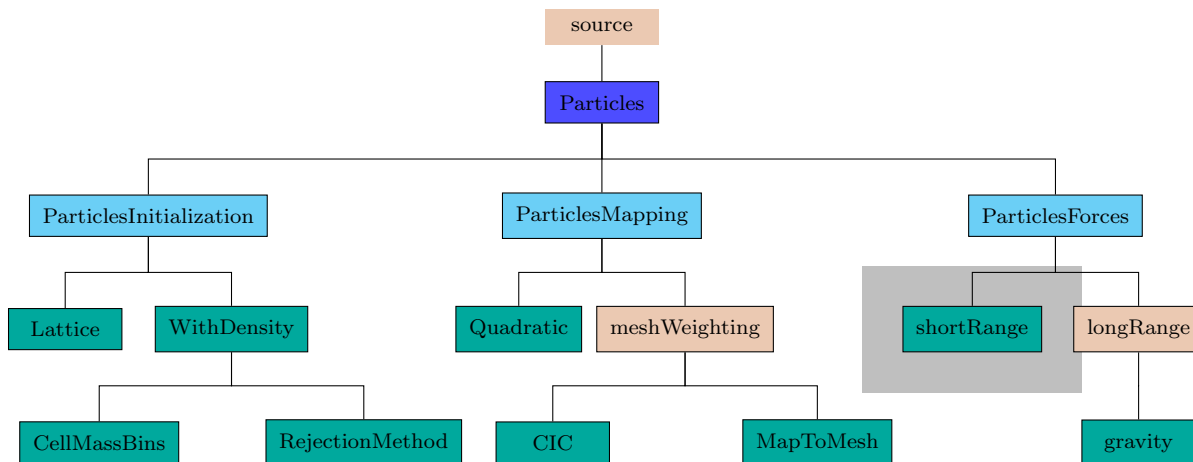 source
Particles
ParticlesInitialization
ParticlesMapping
ParticlesForces
Lattice
WithDensity
Quadratic
meshWeighting
shortRange
longRange
CellMassBins
RejectionMethod
CIC
MapToMesh
gravity